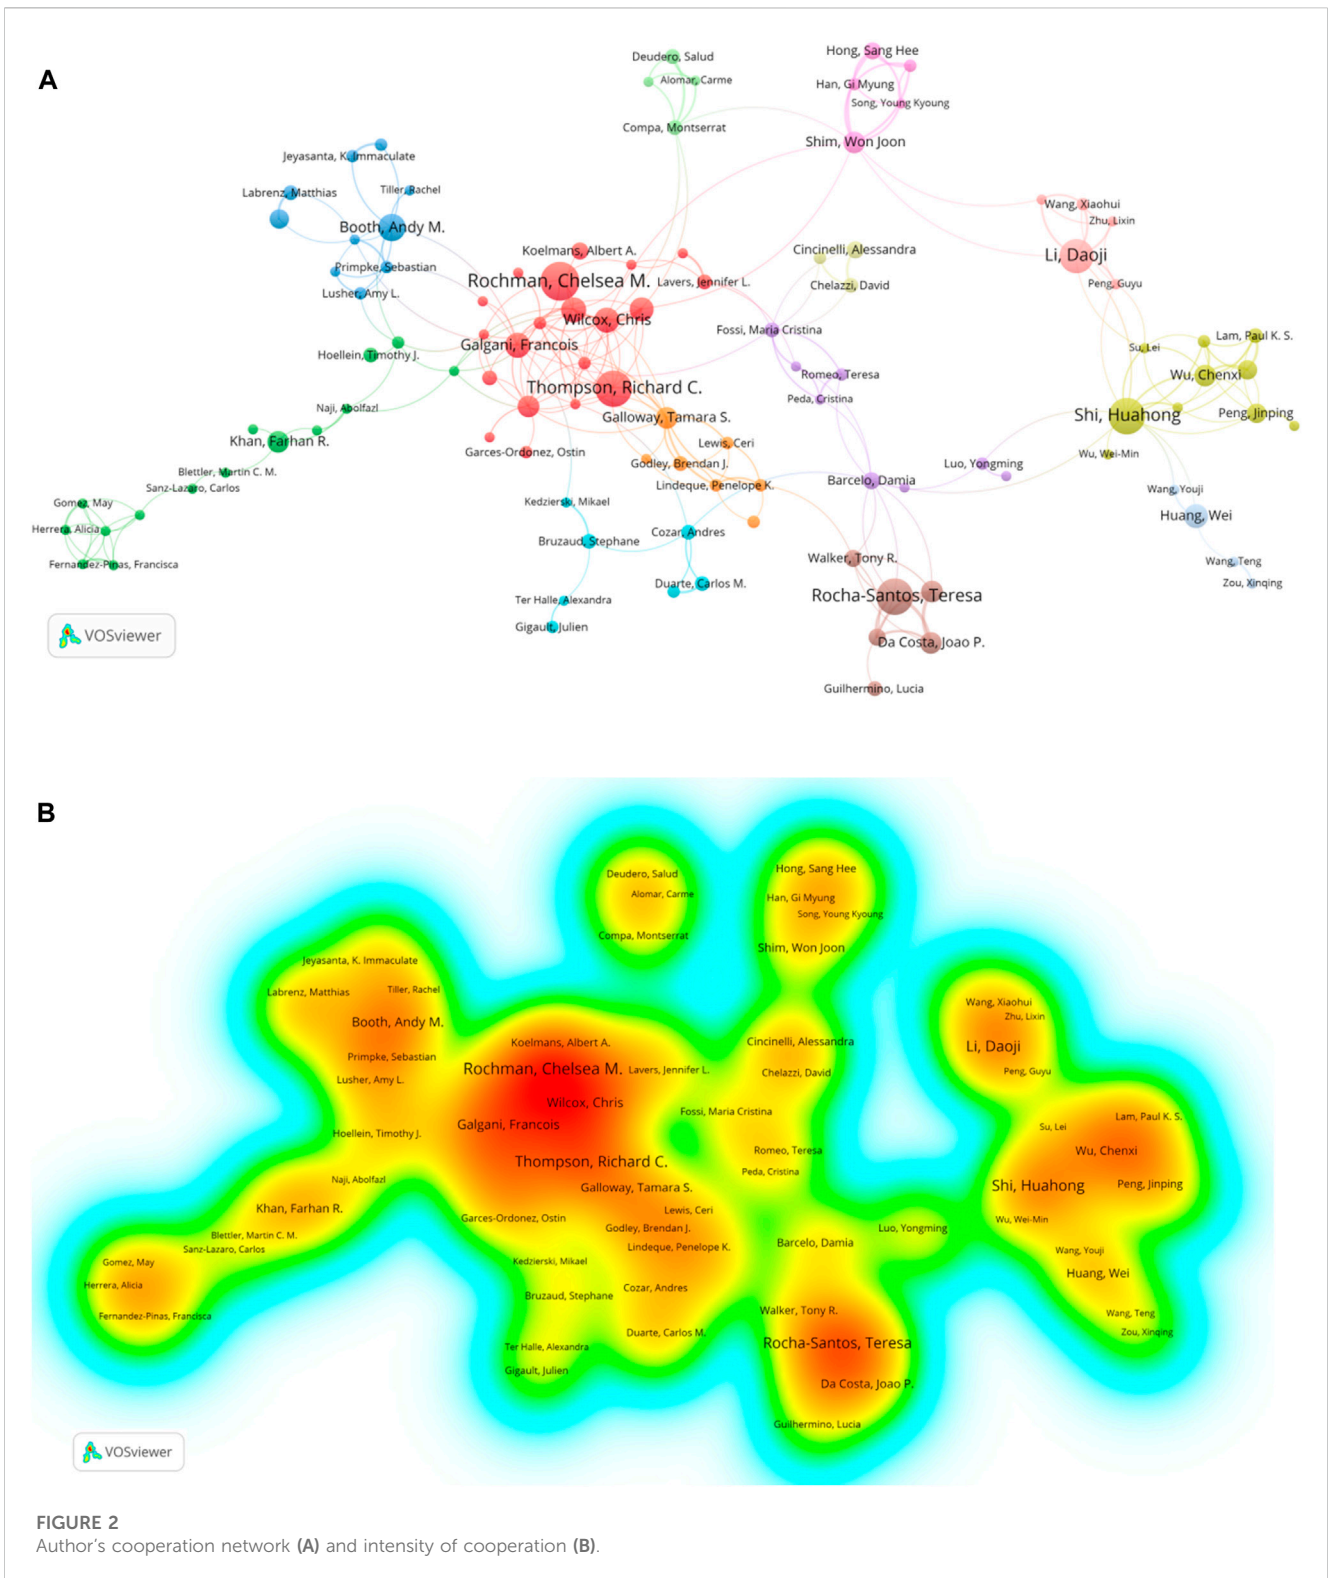 A
Deudero, Salud
Alomar, Carme
Compa, Montserrat
Hong, Sang Hee
Han, Gi Myung
Song, Young Kyoung
Shim, Won Joon
Jeyasanta, K. Immaculate
Labrenz, Matthias
Tiller, Rachel
Booth, Andy M.
Primpke, Sebastian
Lusher, Amy L.
Hoellein, Timothy J.
Koelmans, Albert A.
Rochman, Chelsea M.
Lavers, Jennifer L.
Wilcox, Chris
Galgani, Francois
Thompson, Richard C.
Galloway, Tamara S.
Garces-Ordonez, Ostin
Lewis, Ceri
Godley, Brendan J.
Lindeque, Penelope K.
Cincinelli, Alessandra
Chelazzi, David
Fossi, Maria Cristina
Romeo, Teresa
Peda, Cristina
Wang, Xiaohui
Zhu, Lixin
Li, Daoji
Peng, Guyu
Su, Lei
Lam, Paul K. S.
Wu, Chenxi
Shi, Huahong
Peng, Jinping
Wu, Wei-Min
Luo, Yongming
Barcelo, Damia
Wang, Youji
Huang, Wei
Wang, Teng
Zou, Xinqing
Naji, Abolfazl
Khan, Farhan R.
Blettler, Martin C. M.
Sanz-Lazaro, Carlos
Gomez, May
Herrera, Alicia
Fernandez-Pinas, Francisca
Kedzierski, Mikael
Bruzaud, Stephane
Cozar, Andres
Duarte, Carlos M.
Ter Halle, Alexandra
Gigault, Julien
Walker, Tony R.
Rocha-Santos, Teresa
Da Costa, Joao P.
Guilhermino, Lucia
VOSviewer
B
Deudero, Salud
Alomar, Carme
Compa, Montserrat
Hong, Sang Hee
Han, Gi Myung
Song, Young Kyoung
Shim, Won Joon
Jeyasanta, K. Immaculate
Labrenz, Matthias
Tiller, Rachel
Booth, Andy M.
Primpke, Sebastian
Lusher, Amy L.
Hoellein, Timothy J.
Koelmans, Albert A.
Rochman, Chelsea M.
Lavers, Jennifer L.
Wilcox, Chris
Galgani, Francois
Thompson, Richard C.
Galloway, Tamara S.
Garces-Ordonez, Ostin
Lewis, Ceri
Godley, Brendan J.
Lindeque, Penelope K.
Cincinelli, Alessandra
Chelazzi, David
Fossi, Maria Cristina
Romeo, Teresa
Peda, Cristina
Wang, Xiaohui
Zhu, Lixin
Li, Daoji
Peng, Guyu
Su, Lei
Lam, Paul K. S.
Wu, Chenxi
Shi, Huahong
Peng, Jinping
Wu, Wei-Min
Luo, Yongming
Barcelo, Damia
Wang, Youji
Huang, Wei
Wang, Teng
Zou, Xinqing
Naji, Abolfazl
Khan, Farhan R.
Blettler, Martin C. M.
Sanz-Lazaro, Carlos
Gomez, May
Herrera, Alicia
Fernandez-Pinas, Francisca
Kedzierski, Mikael
Bruzaud, Stephane
Cozar, Andres
Duarte, Carlos M.
Ter Halle, Alexandra
Gigault, Julien
Walker, Tony R.
Rocha-Santos, Teresa
Da Costa, Joao P.
Guilhermino, Lucia
VOSviewer
FIGURE 2
Author's cooperation network (A) and intensity of cooperation (B).